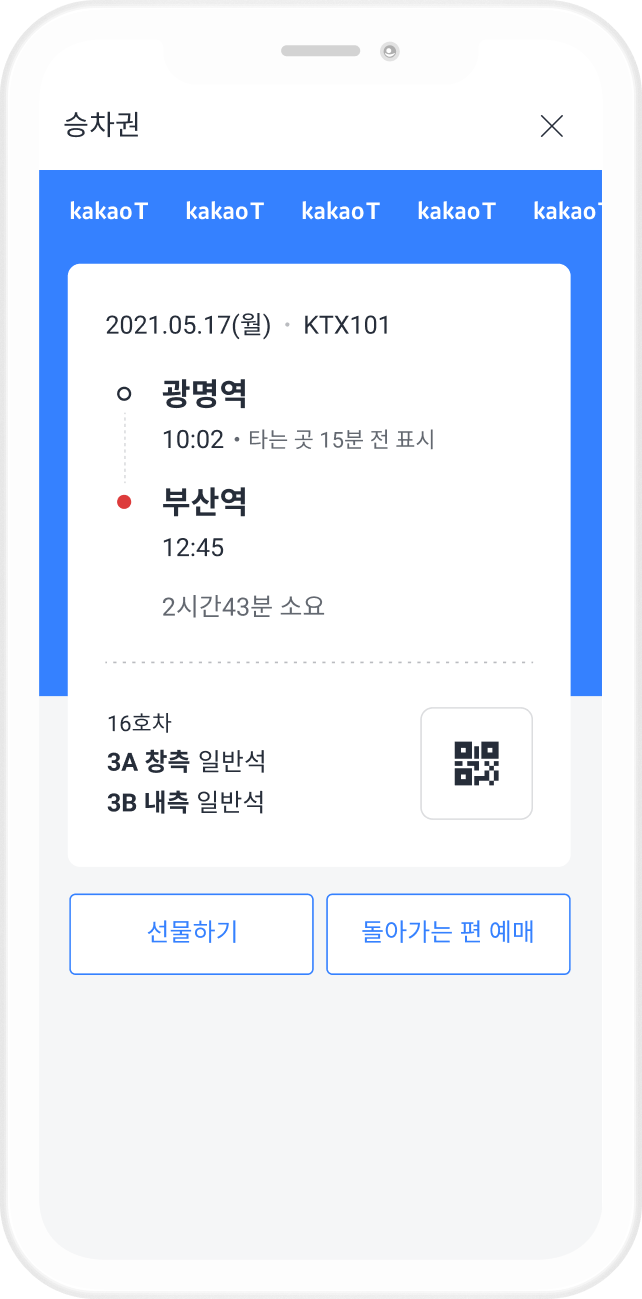 승차권
kakaoT kakaoT kakaoT kakaoT kakaoT
2021.05.17(월) · KTX101
광명역
10:02 • 타는 곳 15분 전 표시
부산역
12:45
2시간43분 소요
16호차
3A 창측 일반석
3B 내측 일반석
선물하기 돌아가는 편 예매